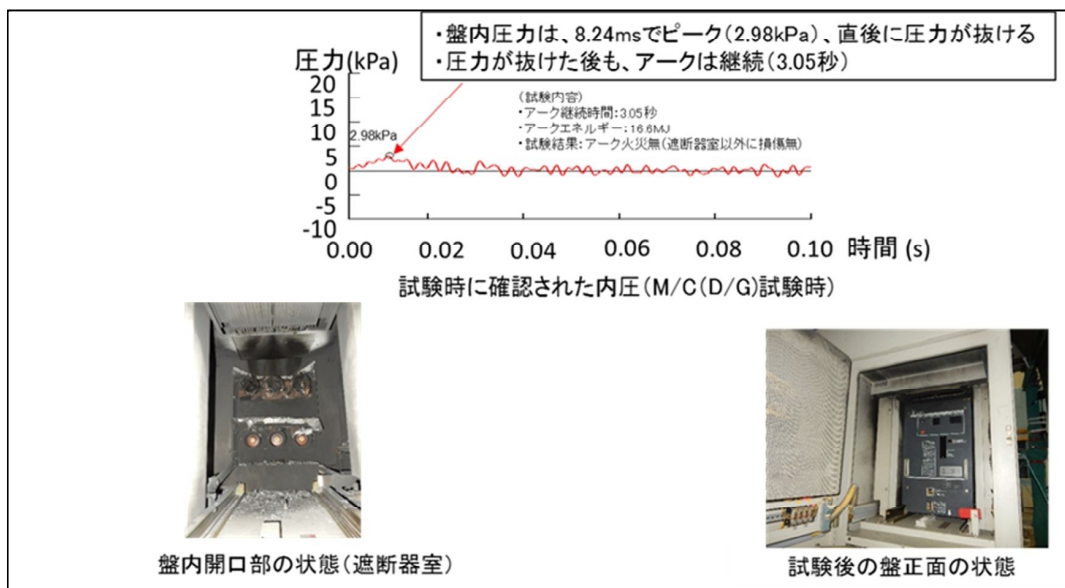 ・盤内圧力は、8.24msでピーク(2.98kPa)、直後に圧力が抜ける
・圧力が抜けた後も、アークは継続(3.05秒)
圧力(kPa)
20
15
10
5
0
-5
-10
2.98kPa
(試験内容)
・アーク継続時間:3.05秒
・アークエネルギー:16.6MJ
・試験結果:アーク火災無(遮断器室以外に損傷無)
0.00 0.02 0.04 0.06 0.08 0.10 時間 (s)
試験時に確認された内圧(M/C(D/G)試験時)
盤内開口部の状態(遮断器室)
試験後の盤正面の状態